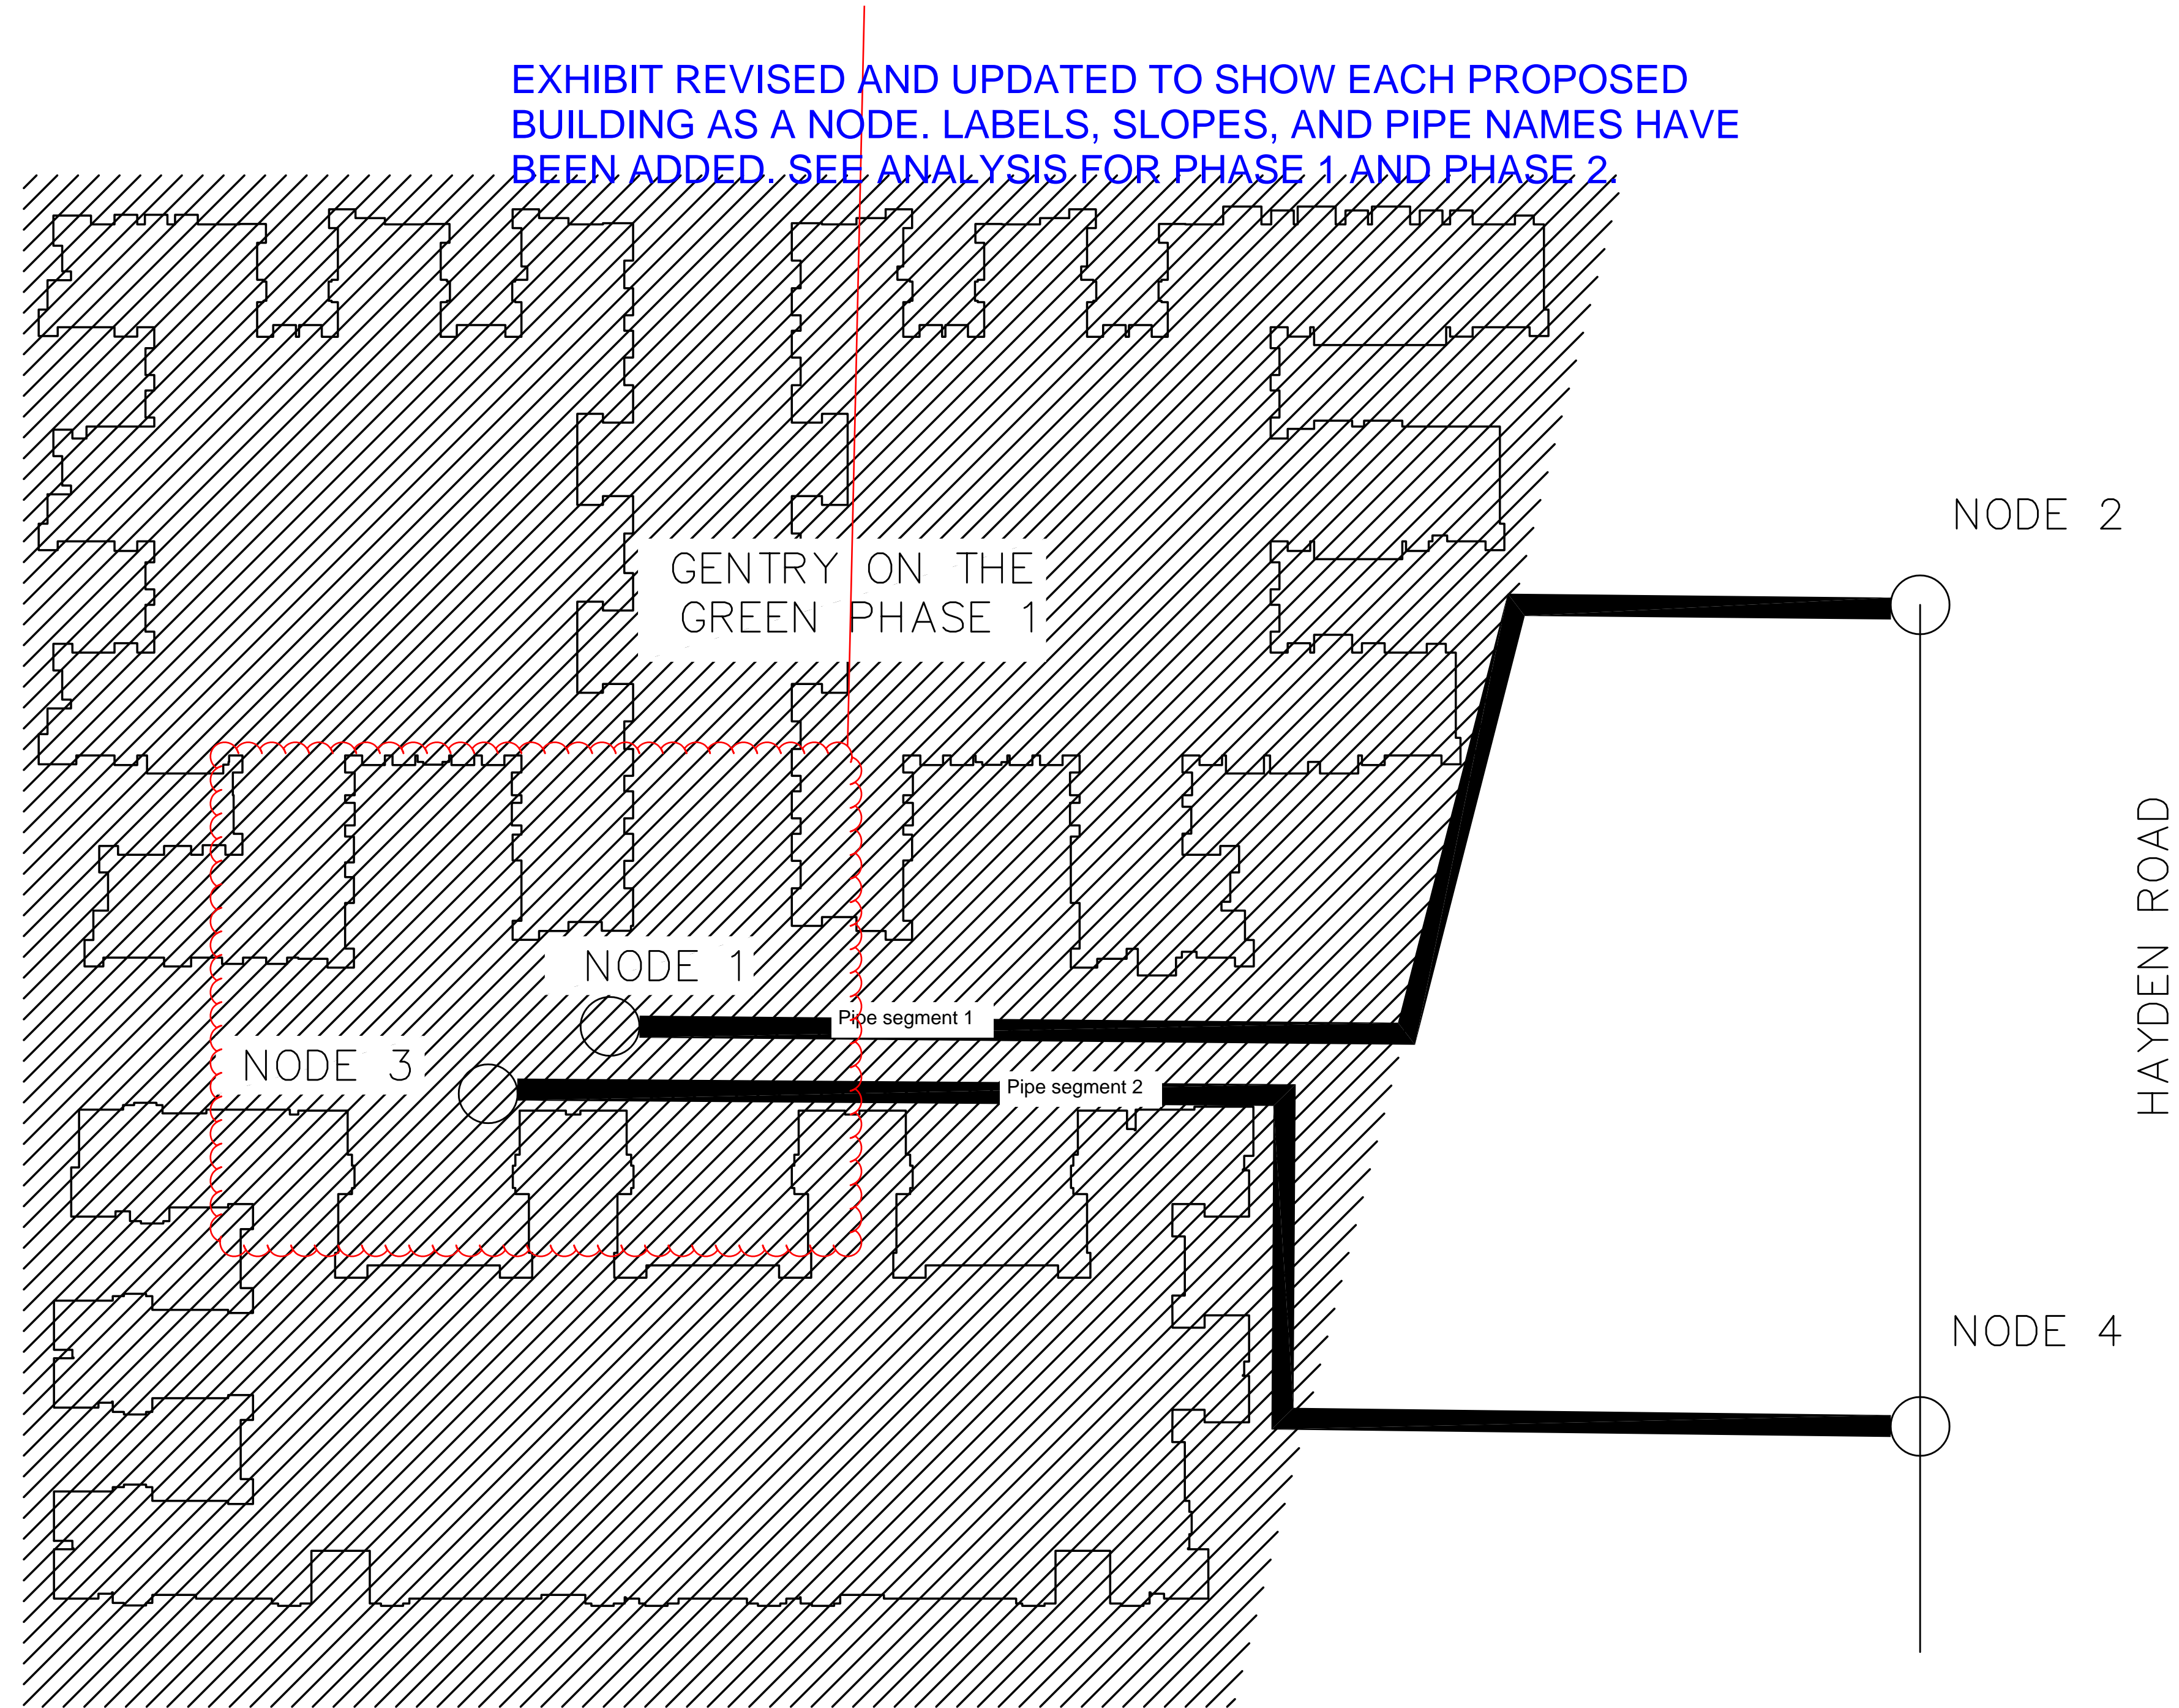 EXHIBIT REVISED AND UPDATED TO SHOW EACH PROPOSED
BUILDING AS A NODE. LABELS, SLOPES, AND PIPE NAMES HAVE
BEEN ADDED. SEE ANALYSIS FOR PHASE 1 AND PHASE 2.
NODE 2
GENTRY ON THE
GREEN PHASE 1
HAYDEN ROAD
NODE 1
Pipe segment 1
NODE 3
Pipe segment 2
NODE 4